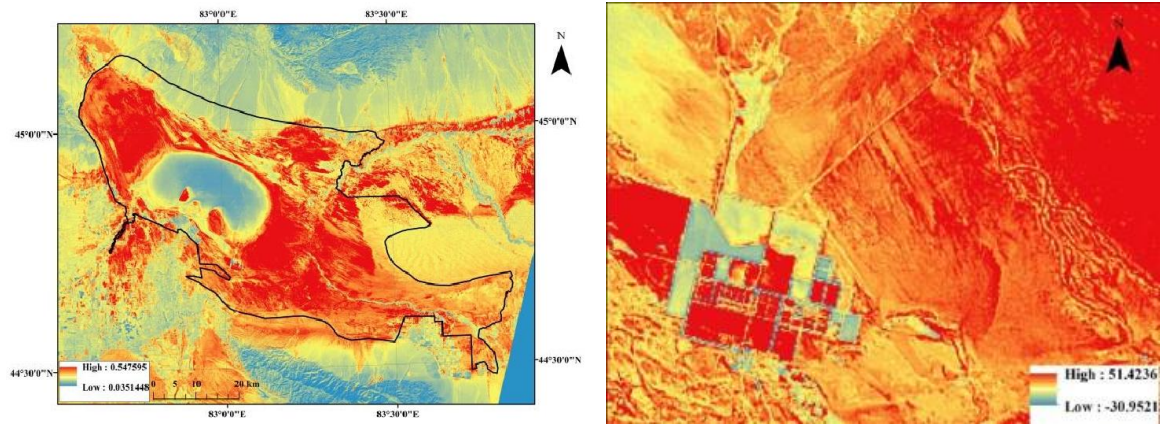 83°0'0"E
83°30'0"E
N
45°0'0"N
45°0'0"N
44°30'0"N
44°30'0"N
High : 0.547595
Low : 0.0351448
0 5 10 20 km
83°0'0"E
83°30'0"E
N
High : 51.4236
Low : -30.9521